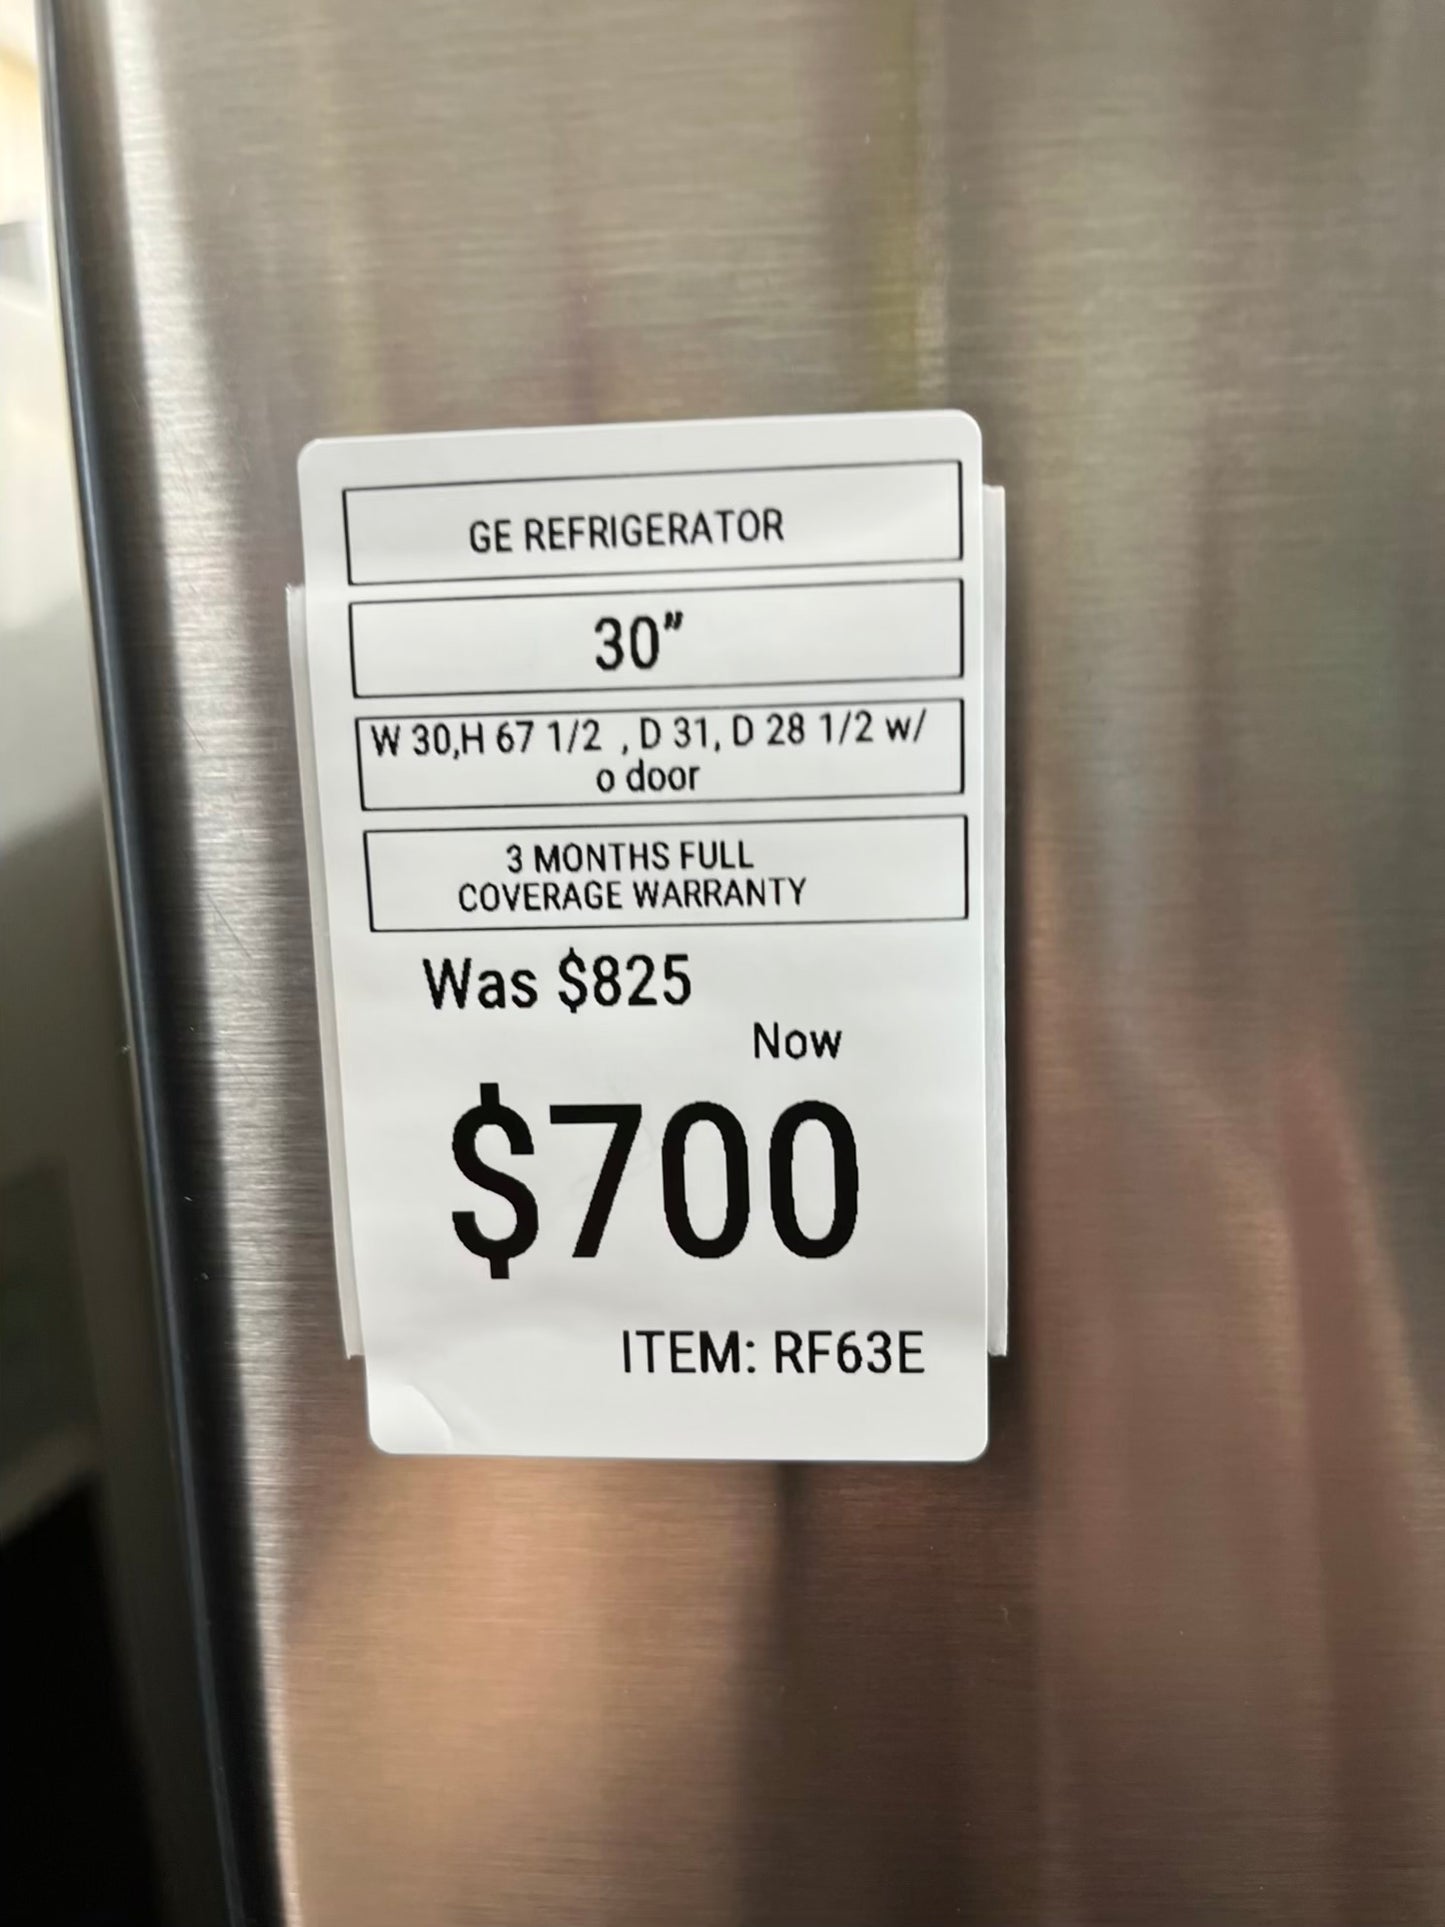 GE REFRIGERATOR
30"
W 30,H 67 1/2 , D 31, D 28 1/2 w/
o door
3 MONTHS FULL
COVERAGE WARRANTY
Was $825
Now
$700
ITEM: RF63E